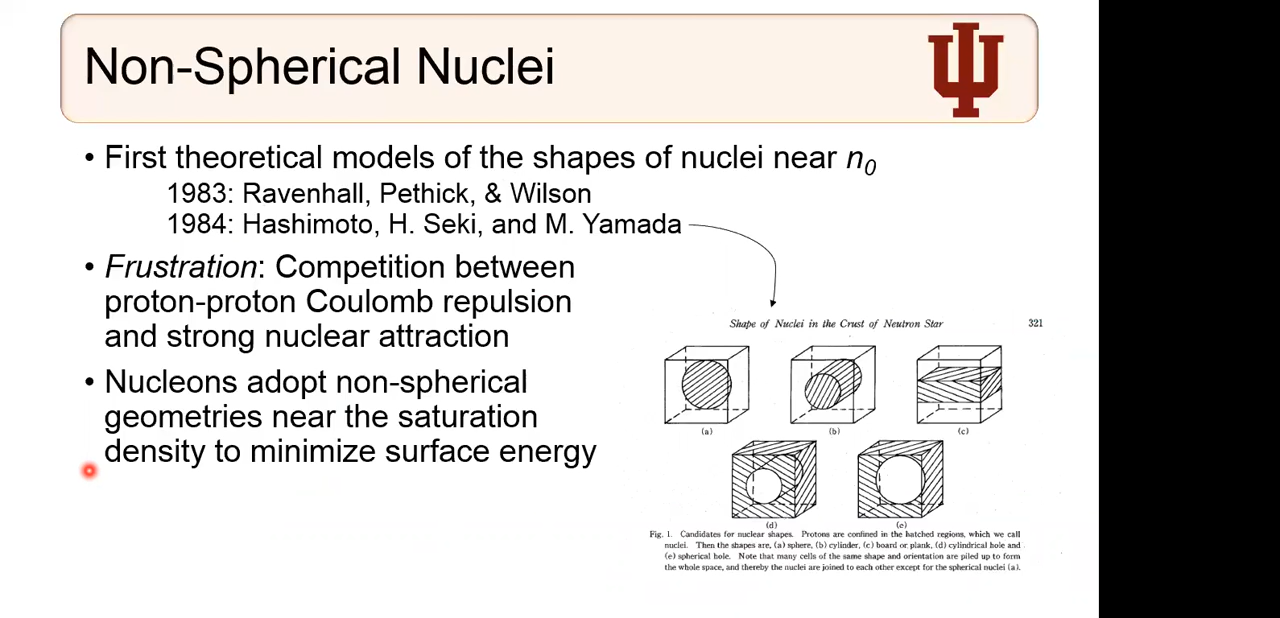 Non-Spherical Nuclei
• First theoretical models of the shapes of nuclei near n0
1983: Ravenhall, Pethick, & Wilson
1984: Hashimoto, H. Seki, and M. Yamada
• Frustration: Competition between
proton-proton Coulomb repulsion
and strong nuclear attraction
• Nucleons adopt non-spherical
geometries near the saturation
density to minimize surface energy
Shape of Nuclei in the Crust of Neutron Star 321
(a) (b) (c)
(d) (e)
Fig. 1. Candidates for nuclear shapes. Protons are confined in the hatched regions, which we call
nuclei. Then the shapes are, (a) sphere, (b) cylinder, (c) board or plank, (d) cylindrical hole and
(e) spherical hole. Note that many cells of the same shape and orientation are piled up to form
the whole space, and thereby the nuclei are joined to each other except for the spherical nuclei (a).